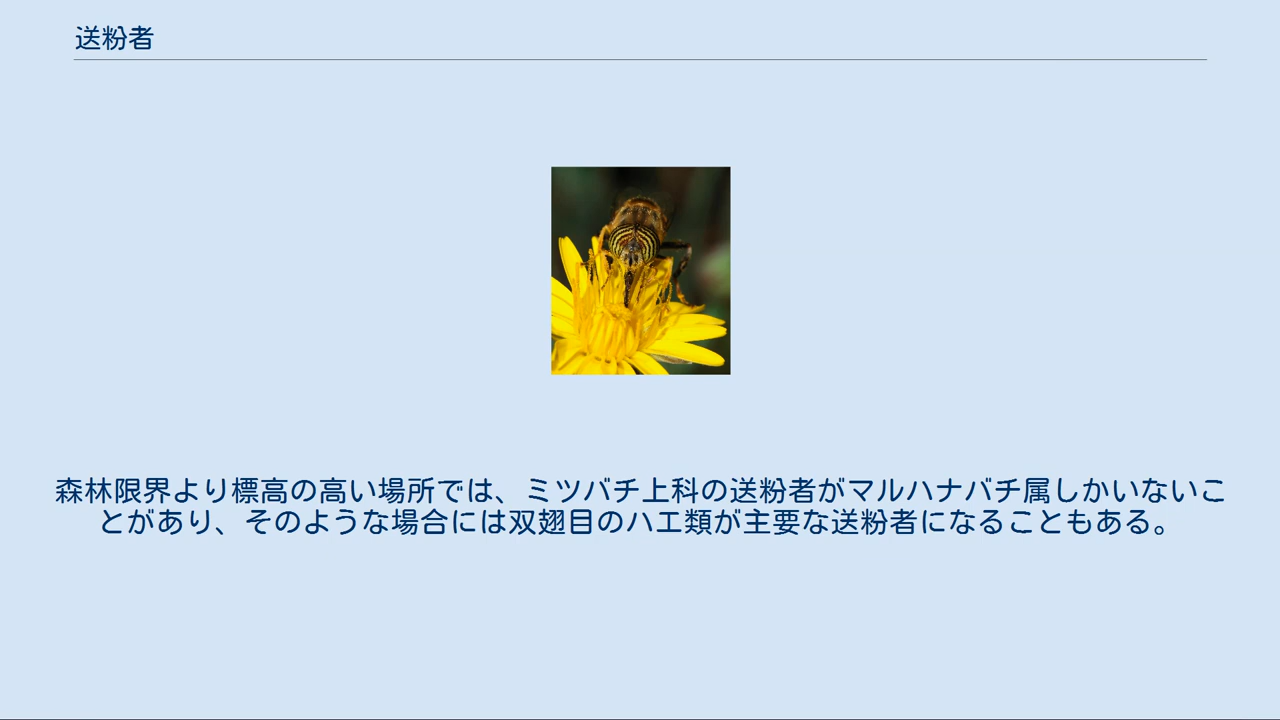 送粉者
森林限界より標高の高い場所では、ミツバチ上科の送粉者がマルハナバチ属しかいないこ
とがあり、そのような場合には双翅目のハエ類が主要な送粉者になることもある。